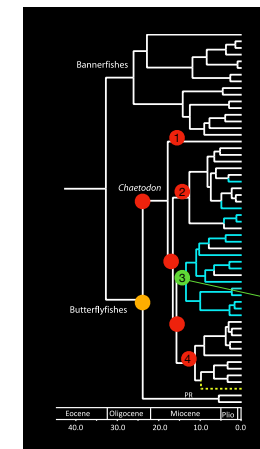 Bannerfishes
1
Chaetodon
2
3
Butterflyfishes
4
PR
Eocene Oligocene Miocene Plio
40.0 30.0 20.0 10.0 0.0